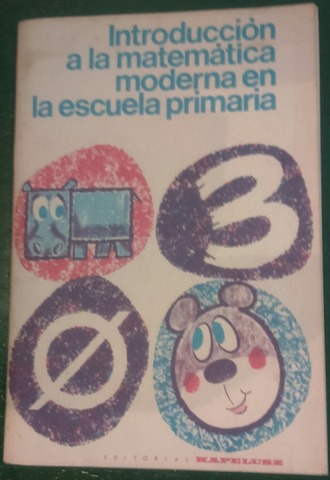 Introducción
a la matemática
moderna en
la escuela primaria
3
Ø
EDITORIAL KAPELUSZ